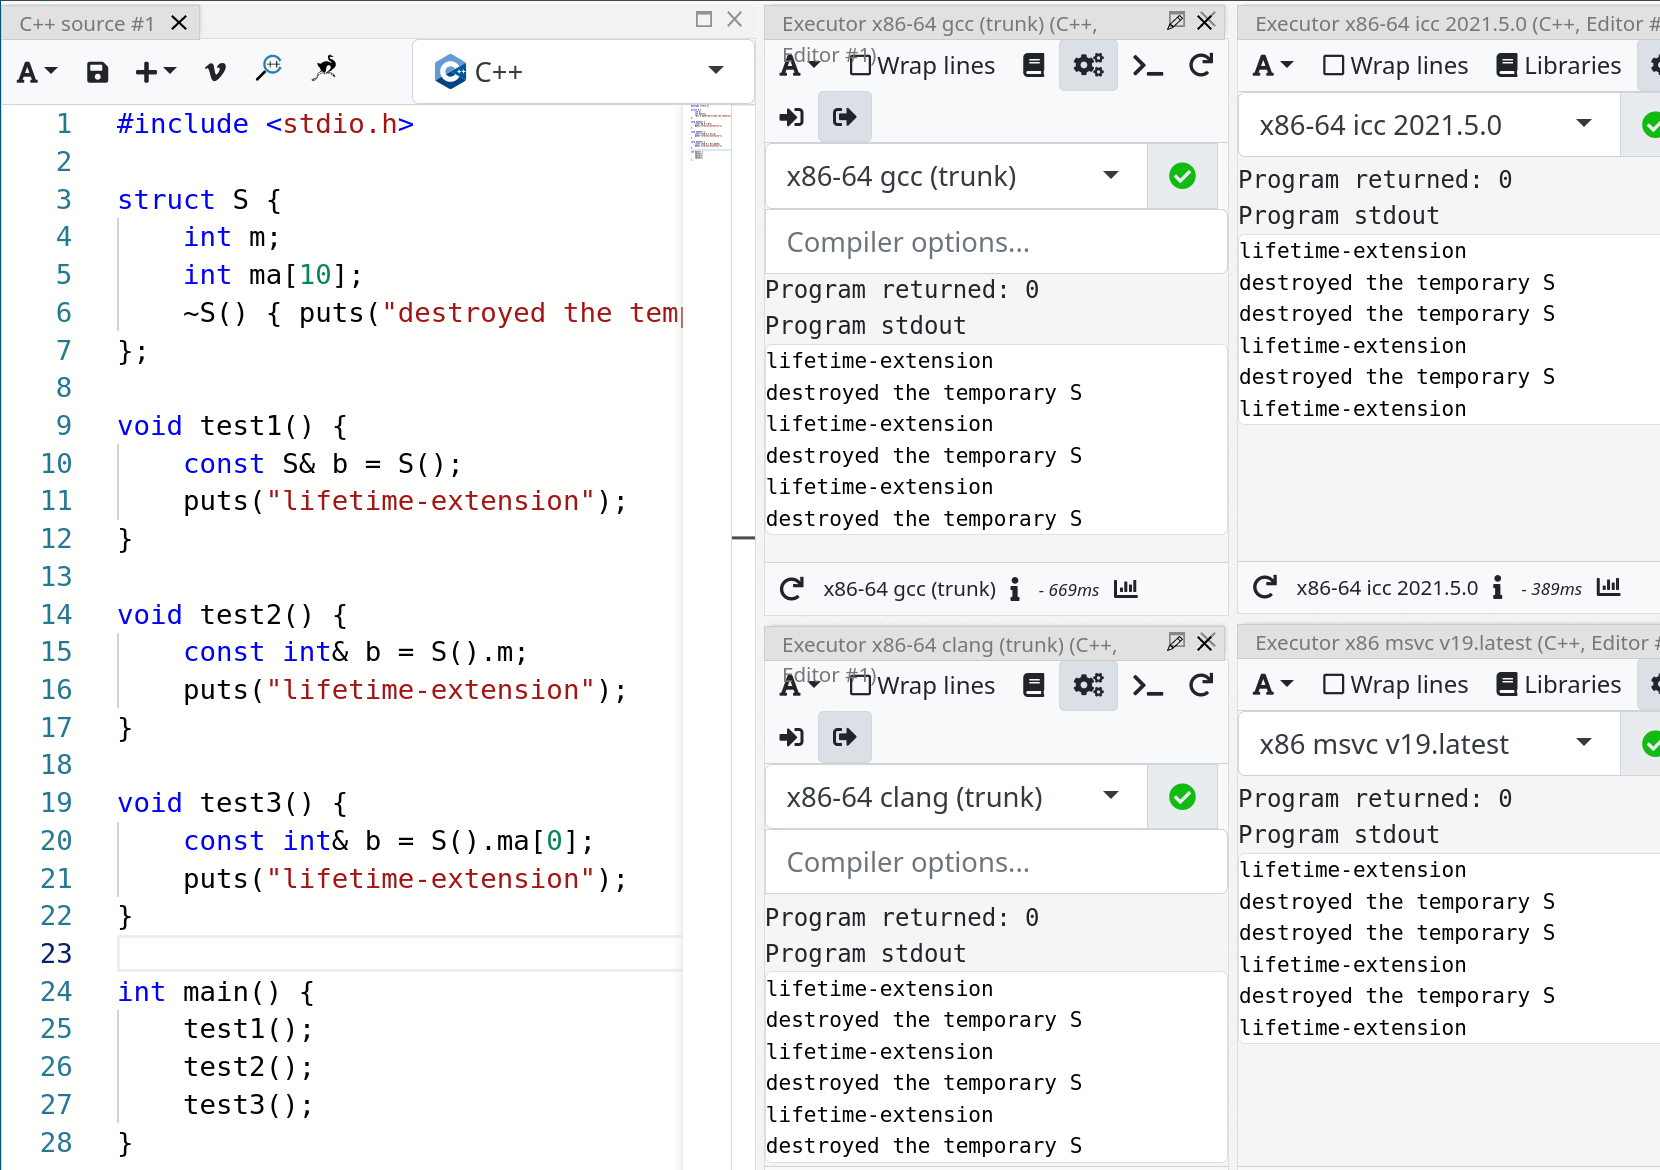 C++ source #1
C++
1 #include <stdio.h>
2
3 struct S {
4 int m;
5 int ma[10];
6 ~S() { puts("destroyed the temp
7 };
8
9 void test1() {
10 const S& b = S();
11 puts("lifetime-extension");
12 }
13
14 void test2() {
15 const int& b = S().m;
16 puts("lifetime-extension");
17 }
18
19 void test3() {
20 const int& b = S().ma[0];
21 puts("lifetime-extension");
22 }
23
24 int main() {
25 test1();
26 test2();
27 test3();
28 }
Executor x86-64 gcc (trunk) (C++,
Editor #1)
A Wrap lines
x86-64 gcc (trunk)
Compiler options...
Program returned: 0
Program stdout
lifetime-extension
destroyed the temporary S
lifetime-extension
destroyed the temporary S
lifetime-extension
destroyed the temporary S
x86-64 gcc (trunk) - 669ms
Executor x86-64 icc 2021.5.0 (C++, Editor #
A Wrap lines Libraries
x86-64 icc 2021.5.0
Program returned: 0
Program stdout
lifetime-extension
destroyed the temporary S
destroyed the temporary S
lifetime-extension
destroyed the temporary S
lifetime-extension
x86-64 icc 2021.5.0 - 389ms
Executor x86-64 clang (trunk) (C++,
Editor #1)
A Wrap lines
x86-64 clang (trunk)
Compiler options...
Program returned: 0
Program stdout
lifetime-extension
destroyed the temporary S
lifetime-extension
destroyed the temporary S
lifetime-extension
destroyed the temporary S
Executor x86 msvc v19.latest (C++, Editor #
A Wrap lines Libraries
x86 msvc v19.latest
Program returned: 0
Program stdout
lifetime-extension
destroyed the temporary S
destroyed the temporary S
lifetime-extension
destroyed the temporary S
lifetime-extension